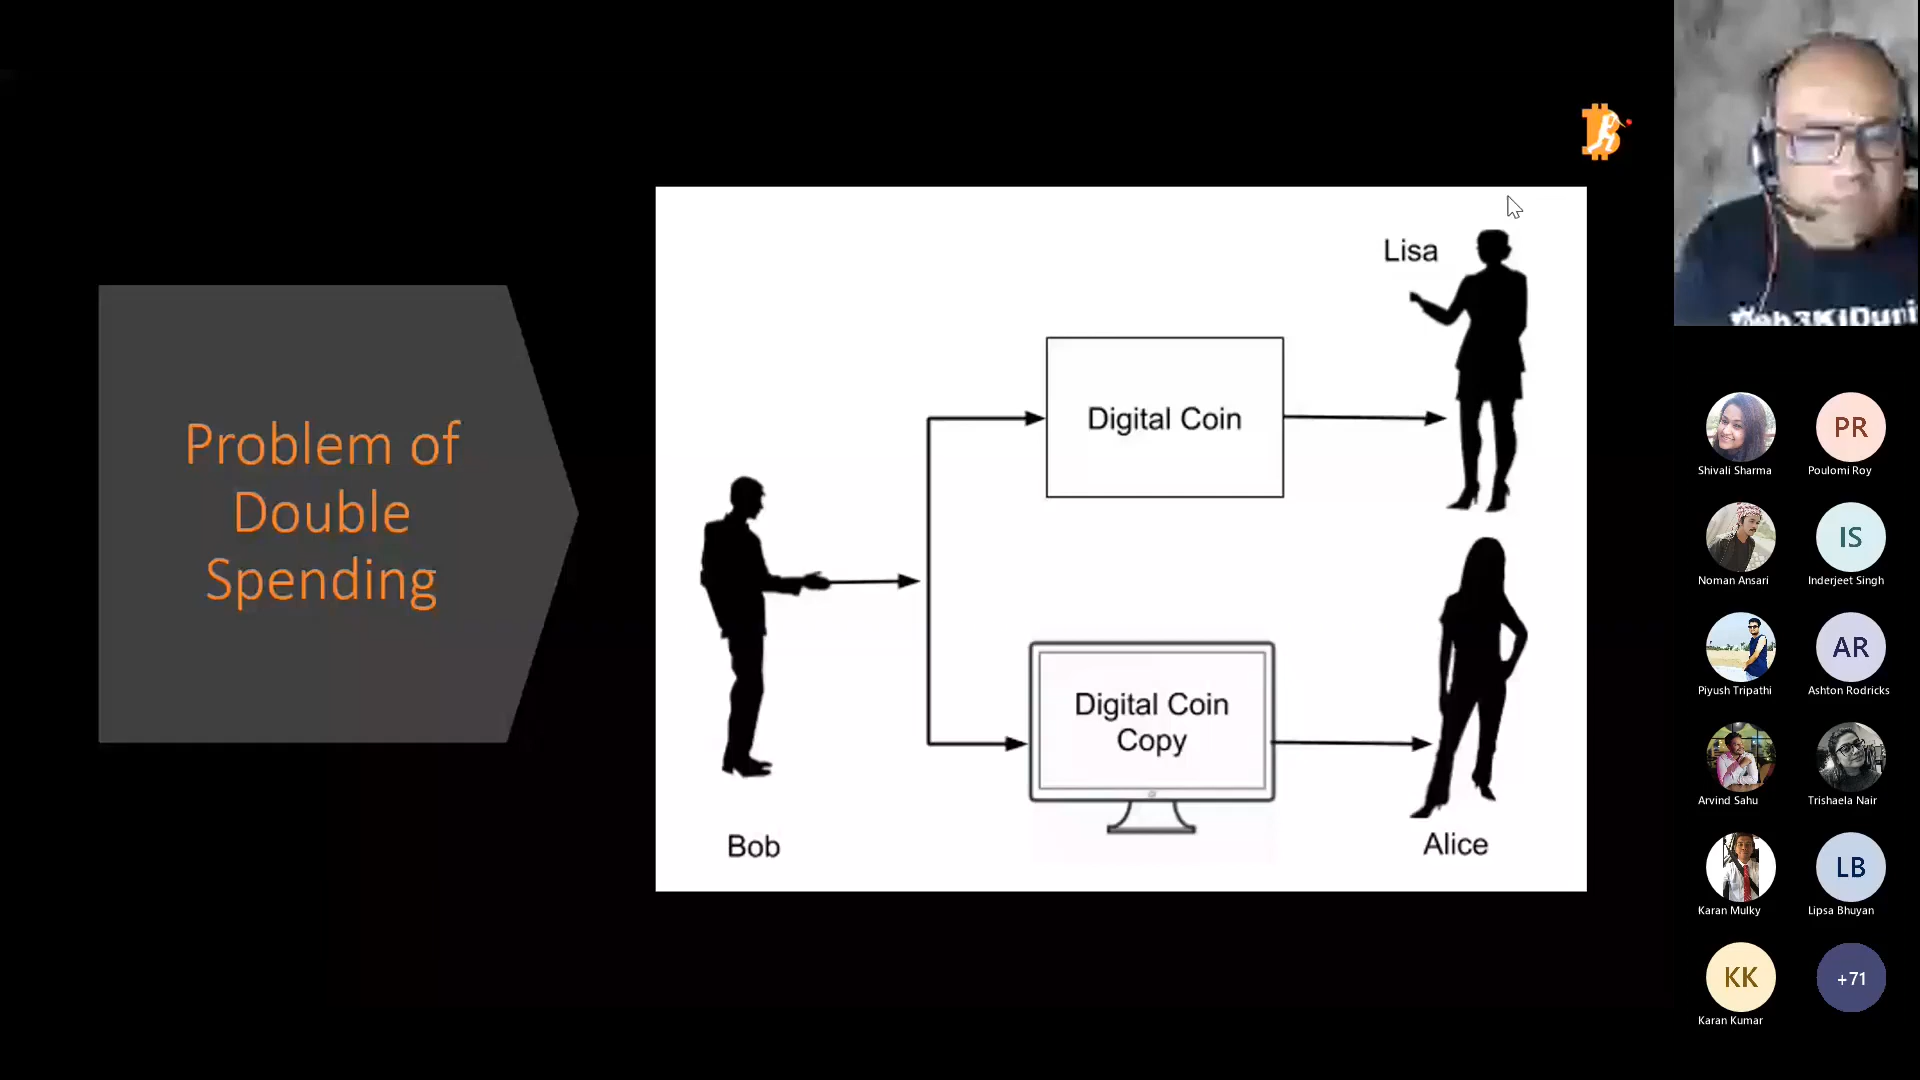 Problem of
Double
Spending
Lisa
Digital Coin
Digital Coin
Copy
Bob
Alice
Shivali Sharma
PR
Poulomi Roy
Noman Ansari
IS
Inderjeet Singh
Piyush Tripathi
AR
Ashton Rodricks
Arvind Sahu
Trishaela Nair
Karan Mulky
LB
Lipsa Bhuyan
KK
Karan Kumar
+71